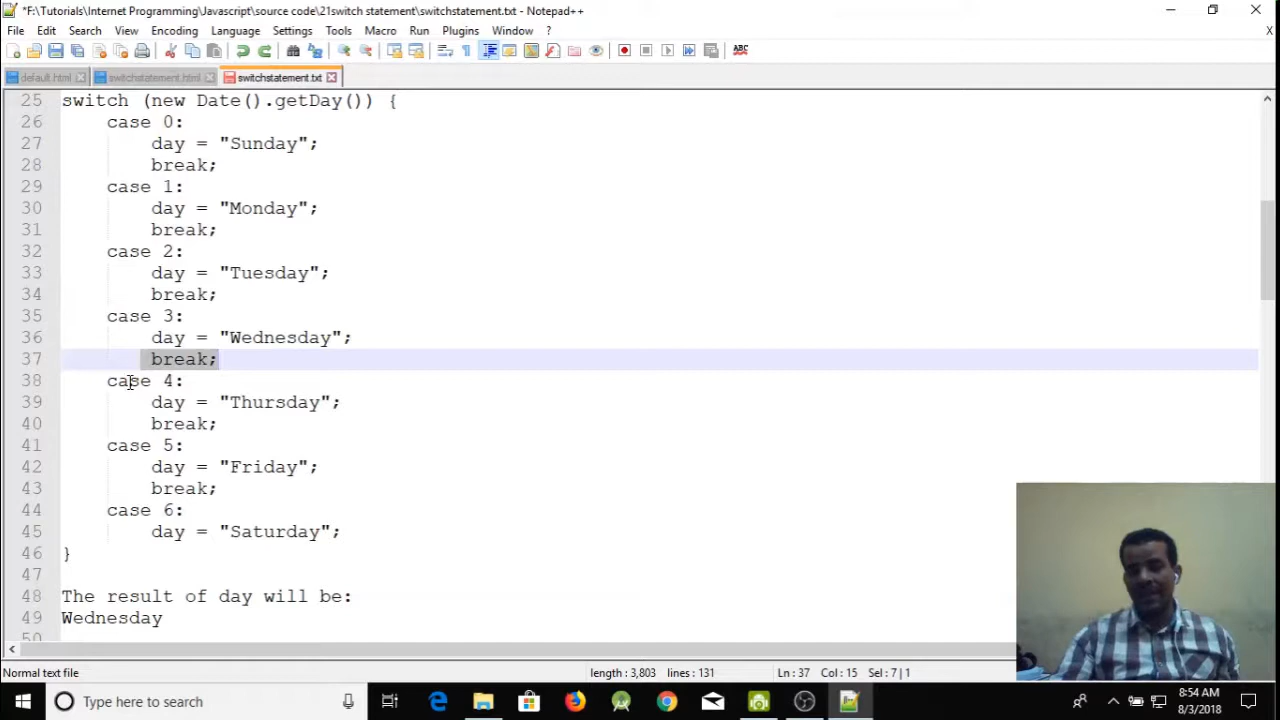 *F:\Tutorials\Internet Programming\Javascript\source code\21switch statement\switchstatement.txt - Notepad++
File Edit Search View Encoding Language Settings Tools Macro Run Plugins Window ? X
default.html switchstatement.html switchstatement.txt
25 switch (new Date().getDay()) {
26 case 0:
27 day = "Sunday";
28 break;
29 case 1:
30 day = "Monday";
31 break;
32 case 2:
33 day = "Tuesday";
34 break;
35 case 3:
36 day = "Wednesday";
37 break;
38 case 4:
39 day = "Thursday";
40 break;
41 case 5:
42 day = "Friday";
43 break;
44 case 6:
45 day = "Saturday";
46 }
47
48 The result of day will be:
49 Wednesday
50
Normal text file length : 3,803 lines : 131 Ln : 37 Col : 15 Sel : 7 | 1
Type here to search 8:54 AM
8/3/2018